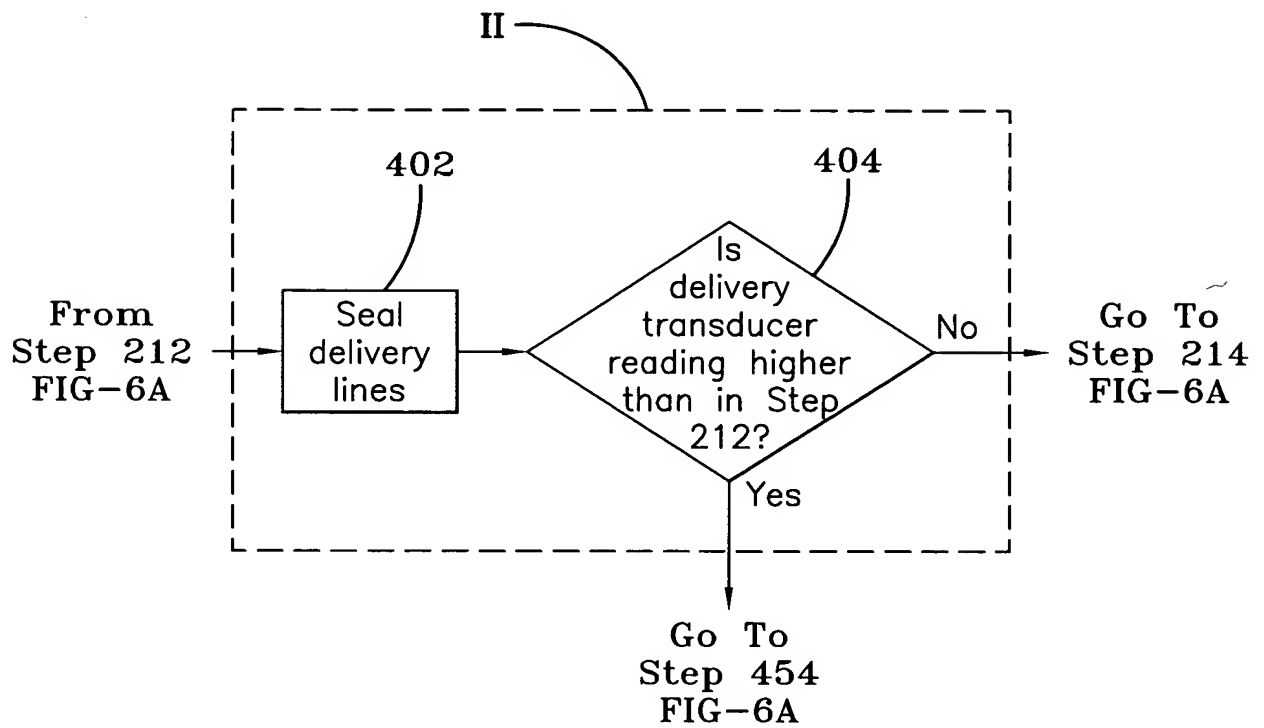 II
402
404
From
Step 212
FIG-6A
Seal
delivery
lines
Is
delivery
transducer
reading higher
than in Step
212?
No
Go To
Step 214
FIG-6A
Yes
Go To
Step 454
FIG-6A